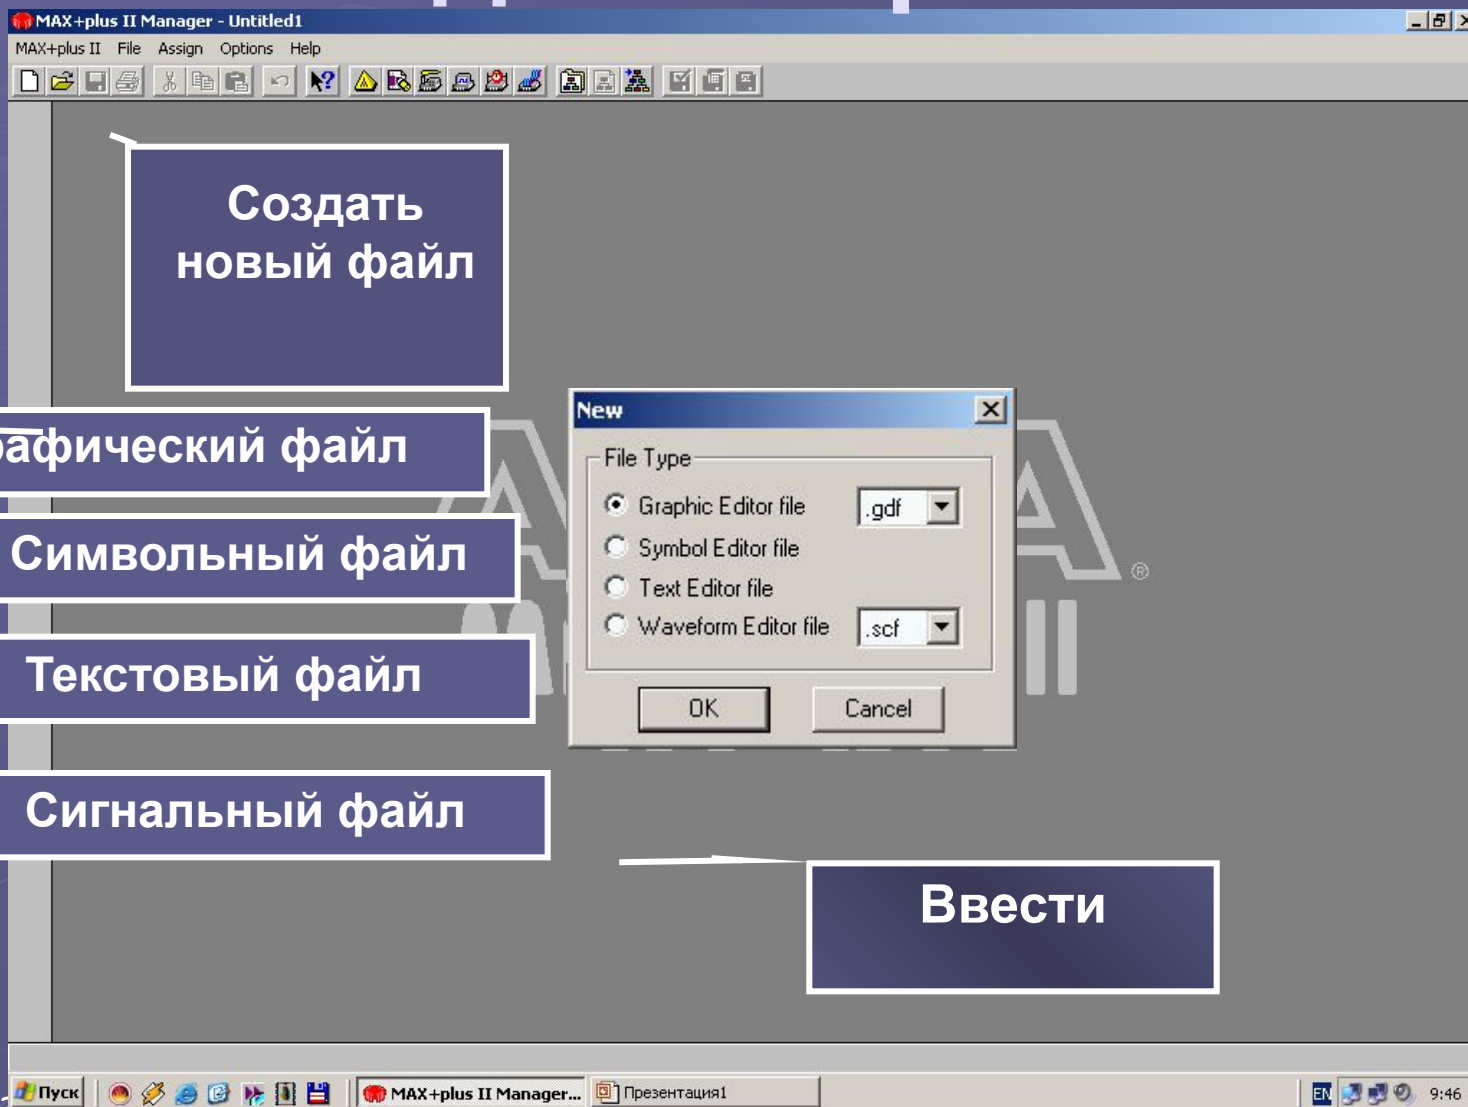 MAX+plus II Manager - Untitled1
MAX+plus II File Assign Options Help
Создать
новый файл
афический файл
Символьный файл
Текстовый файл
Сигнальный файл
New
File Type
Graphic Editor file .gdf
Symbol Editor file
Text Editor file
Waveform Editor file .scf
OK Cancel
®
II
Ввести
Пуск MAX+plus II Manager... Презентация1 EN 9:46